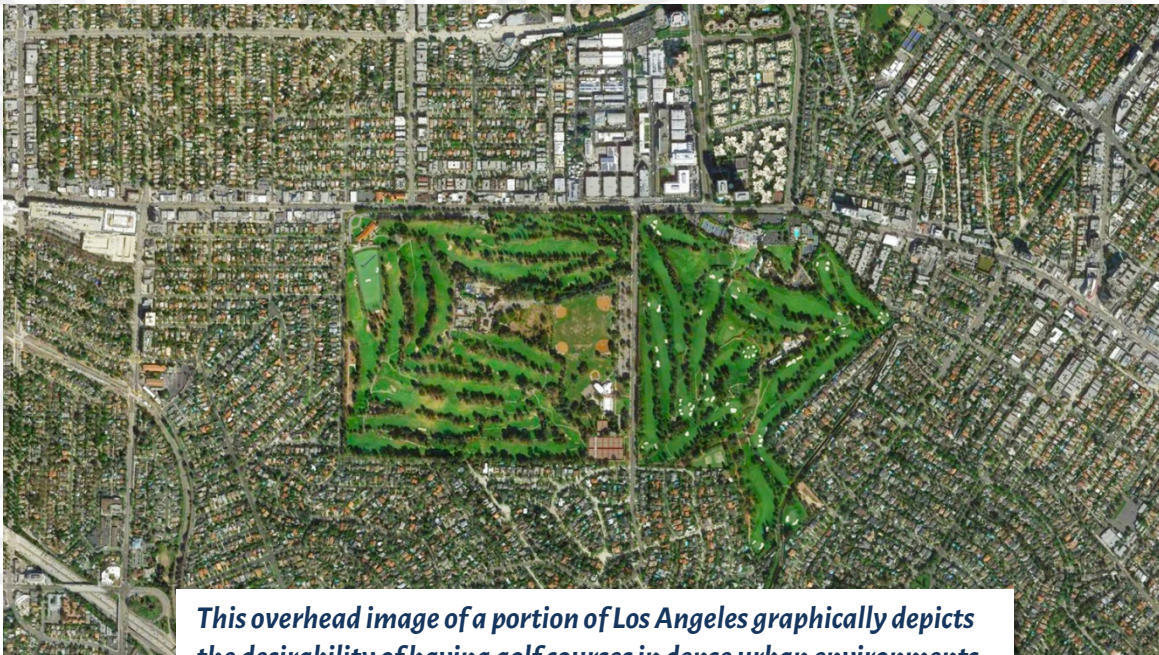 This overhead image of a portion of Los Angeles graphically depicts
the desirability of having golf courses in dense urban environments